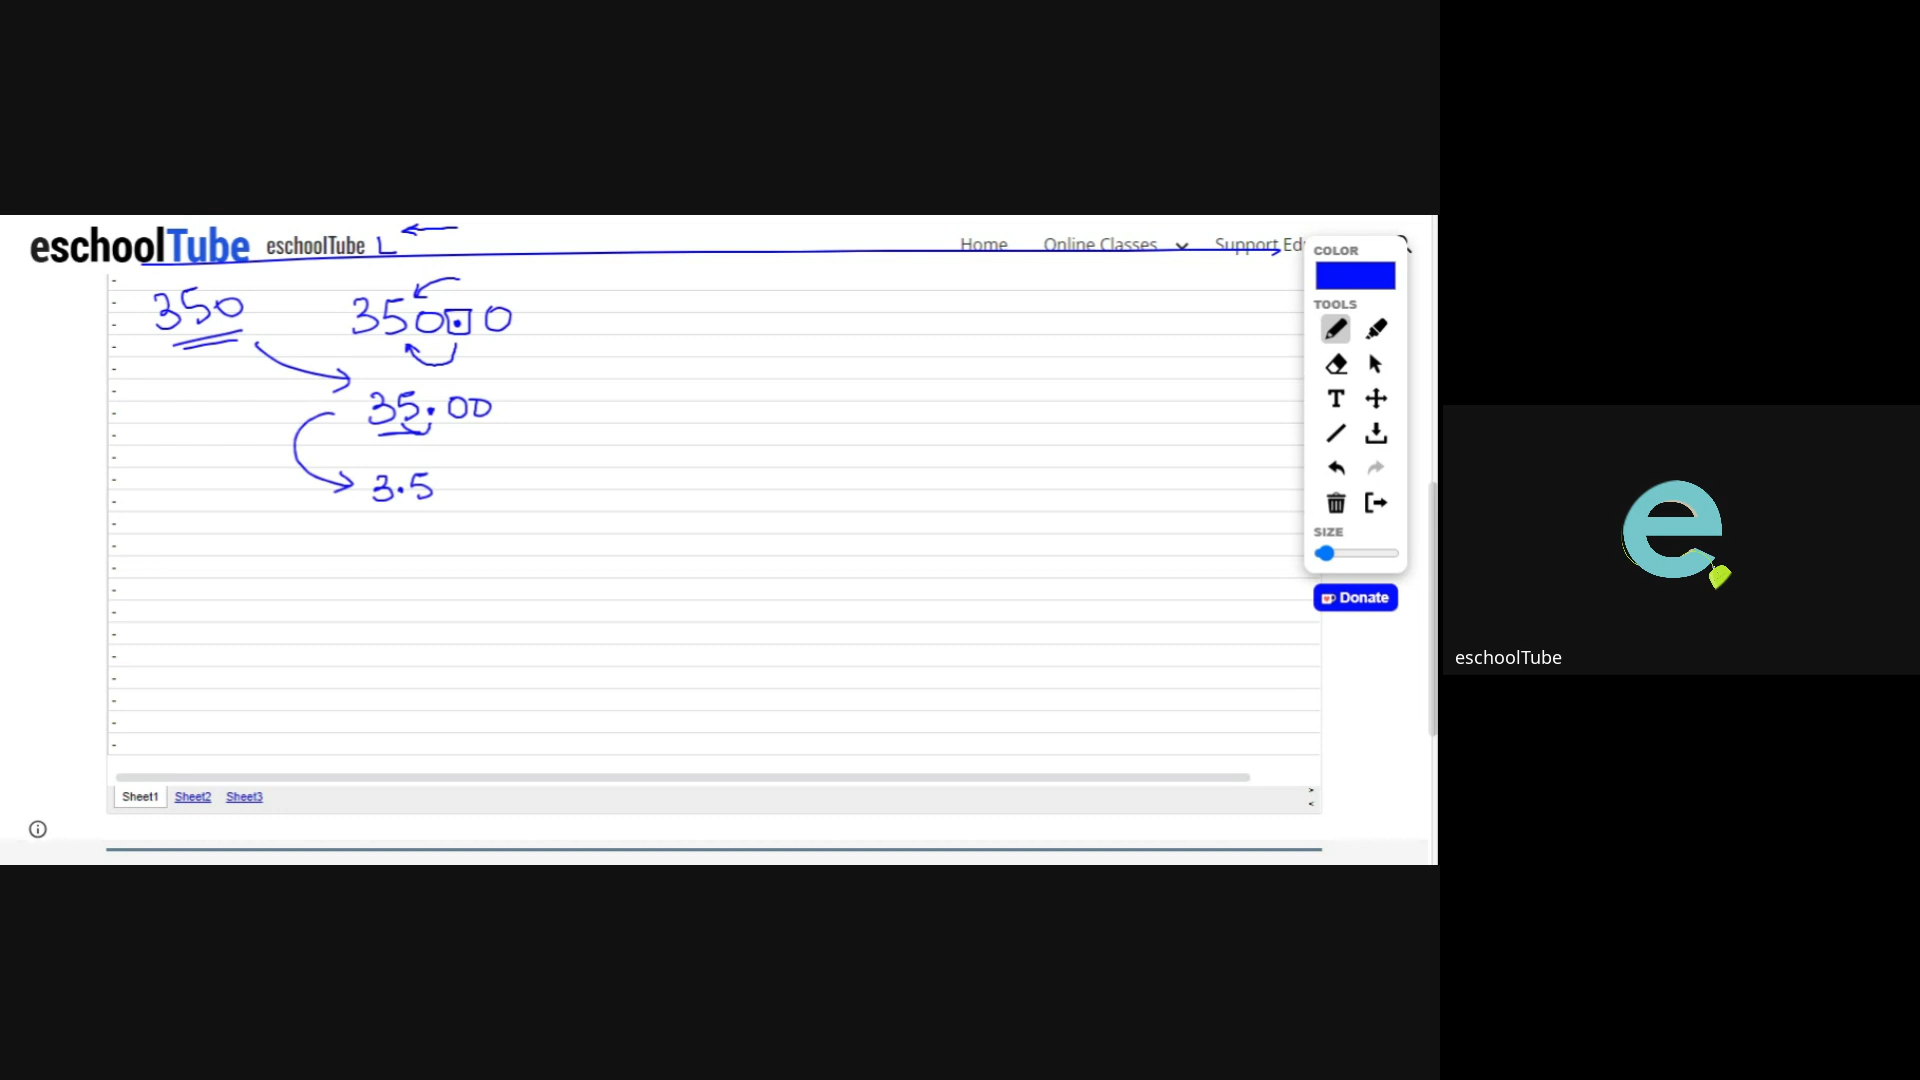 eschoolTube eschoolTube L
Home Online Classes Support Ed
350 350.0
35.00
3.5
COLOR
TOOLS
T
SIZE
Donate
eschoolTube
Sheet1 Sheet2 Sheet3